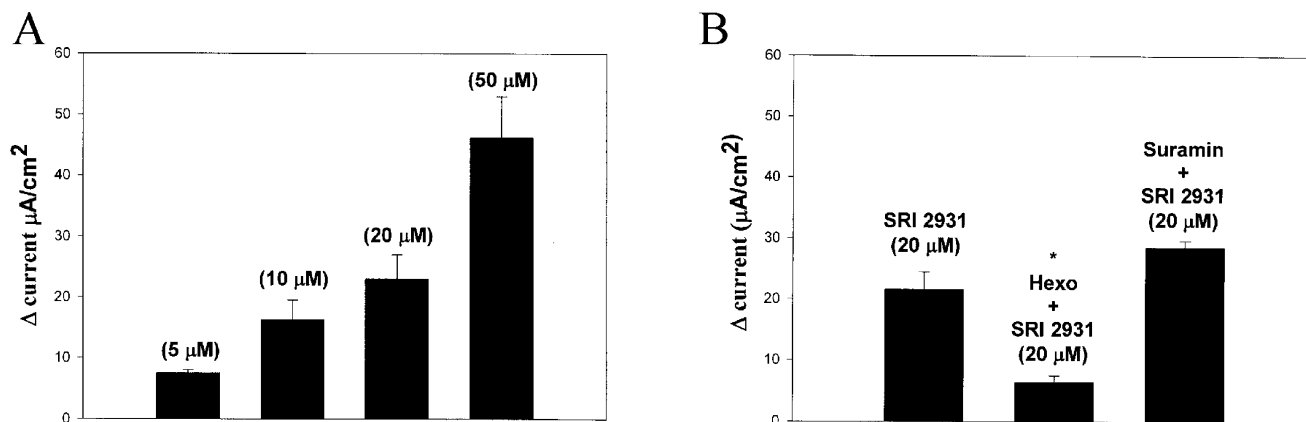 A
60
50
40
30
20
10
0
Δ current μA/cm²
(5 μM)
(10 μM)
(20 μM)
(50 μM)
B
60
50
40
30
20
10
0
Δ current (μA/cm²)
SRI 2931
(20 μM)
*
Hexo
+
SRI 2931
(20 μM)
Suramin
+
SRI 2931
(20 μM)